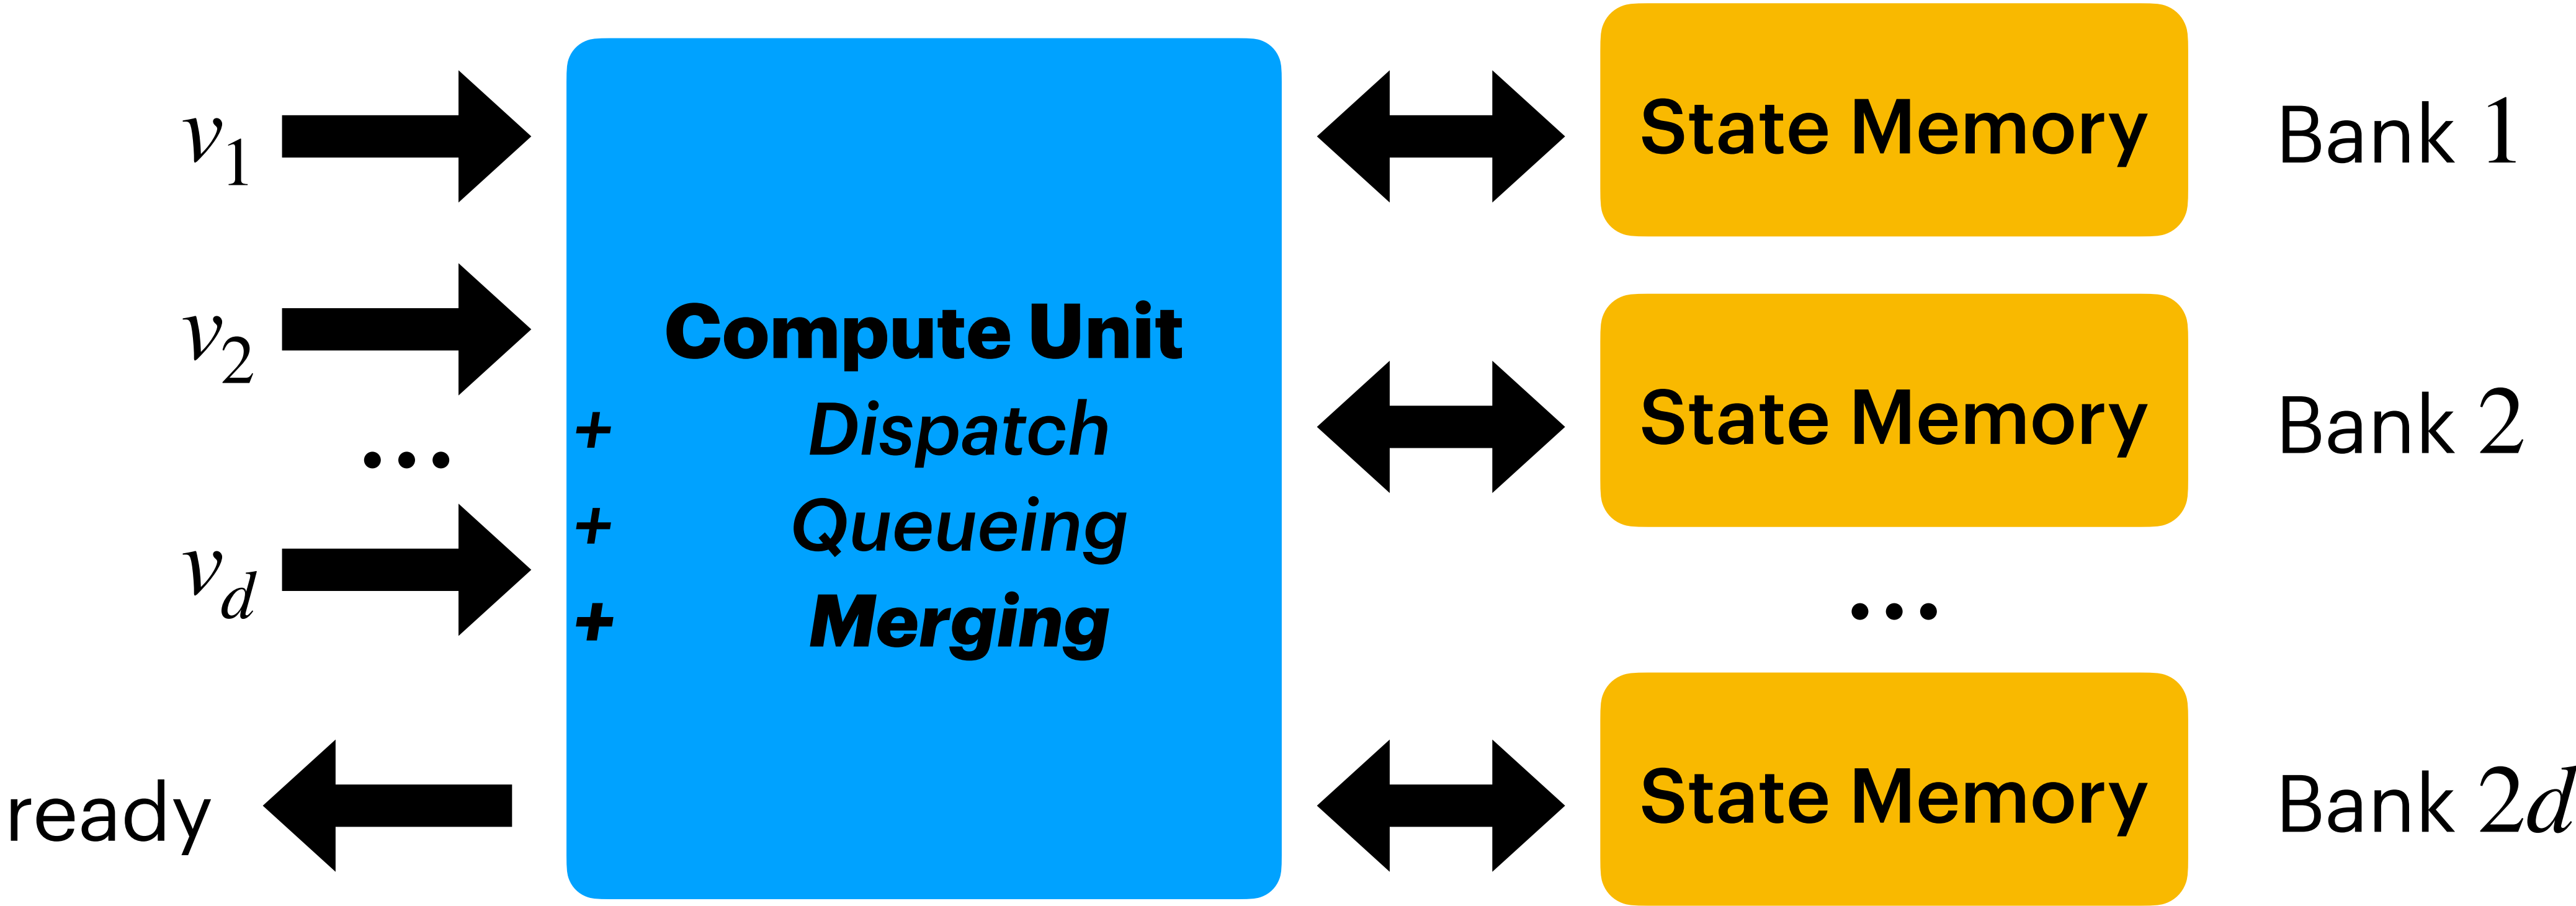 v1
State Memory
Bank 1
v2
Compute Unit
+ Dispatch
State Memory
Bank 2
...
+ Queueing
vd
+ Merging
...
ready
State Memory
Bank 2d